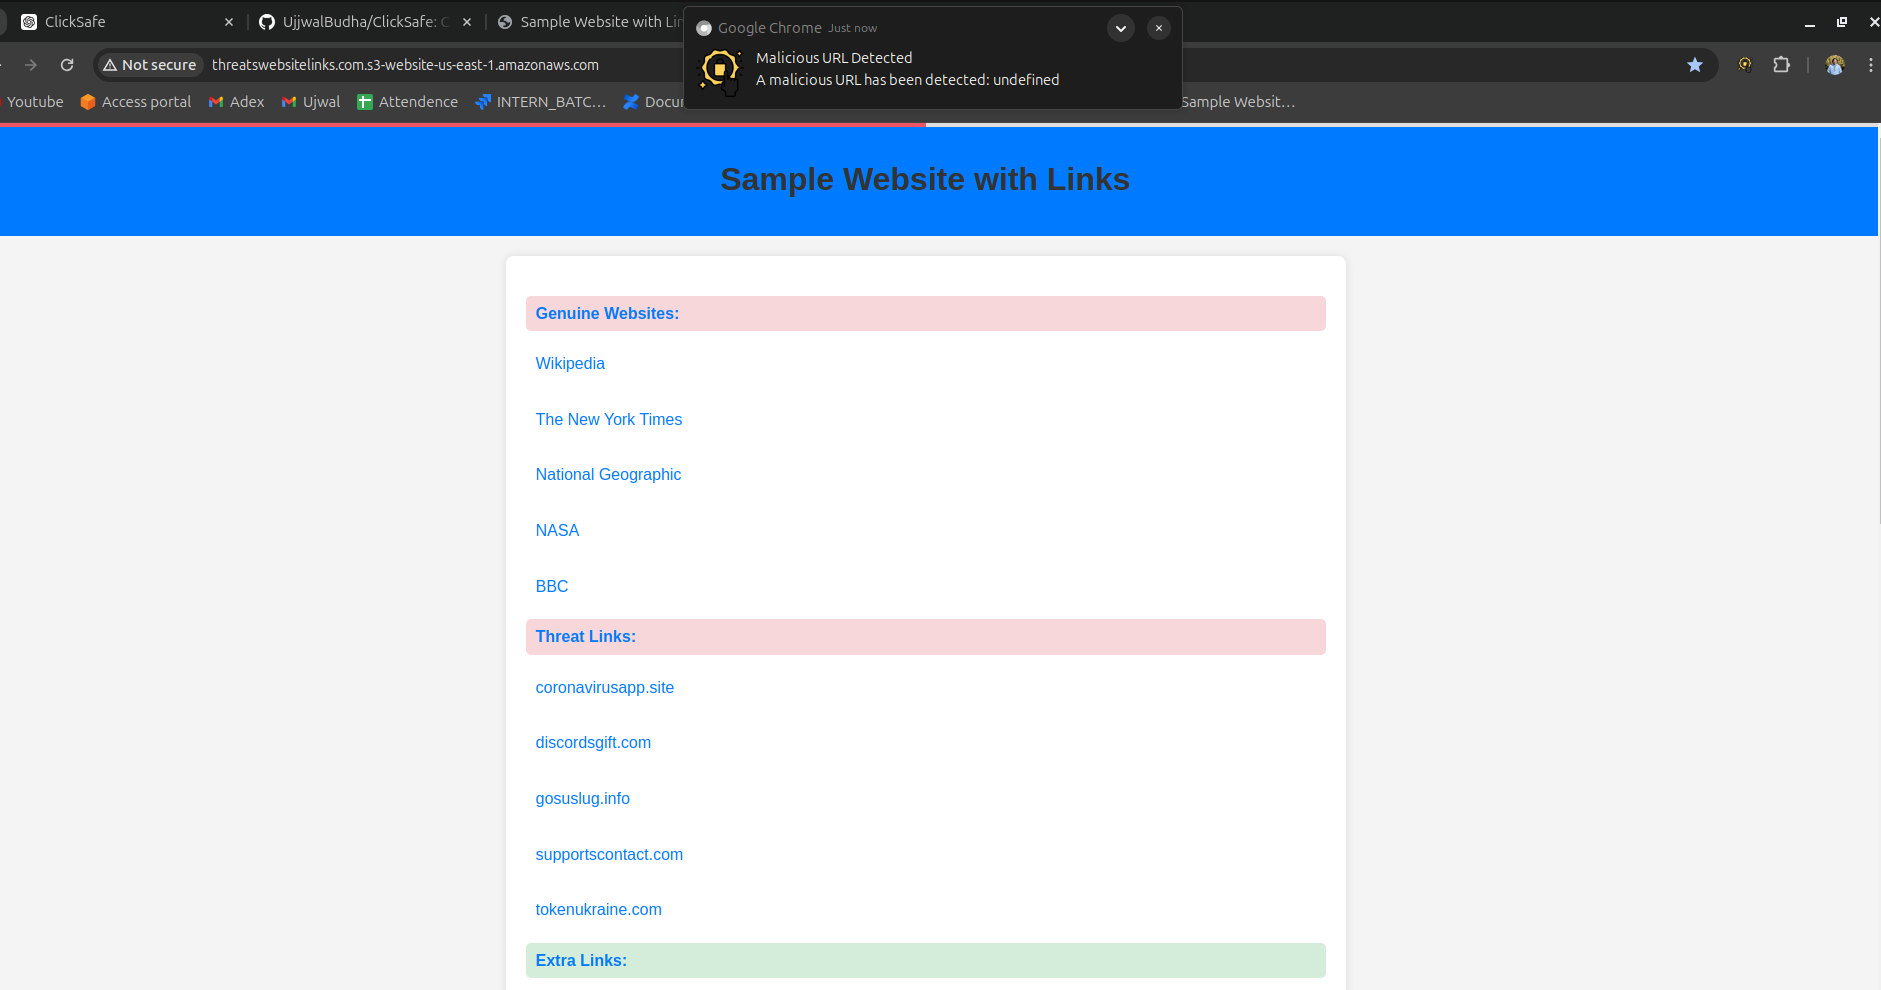 ClickSafe
UjjwalBudha/ClickSafe: C
Sample Website with Lin
Google Chrome Just now
Malicious URL Detected
A malicious URL has been detected: undefined
Not secure threatswebsitelinks.com.s3-website-us-east-1.amazonaws.com
Youtube Access portal Adex Ujwal Attendence INTERN_BATC... Docu Sample Websit...
Sample Website with Links
Genuine Websites:
Wikipedia
The New York Times
National Geographic
NASA
BBC
Threat Links:
coronavirusapp.site
discordsgift.com
gosuslug.info
supportscontact.com
tokenukraine.com
Extra Links: